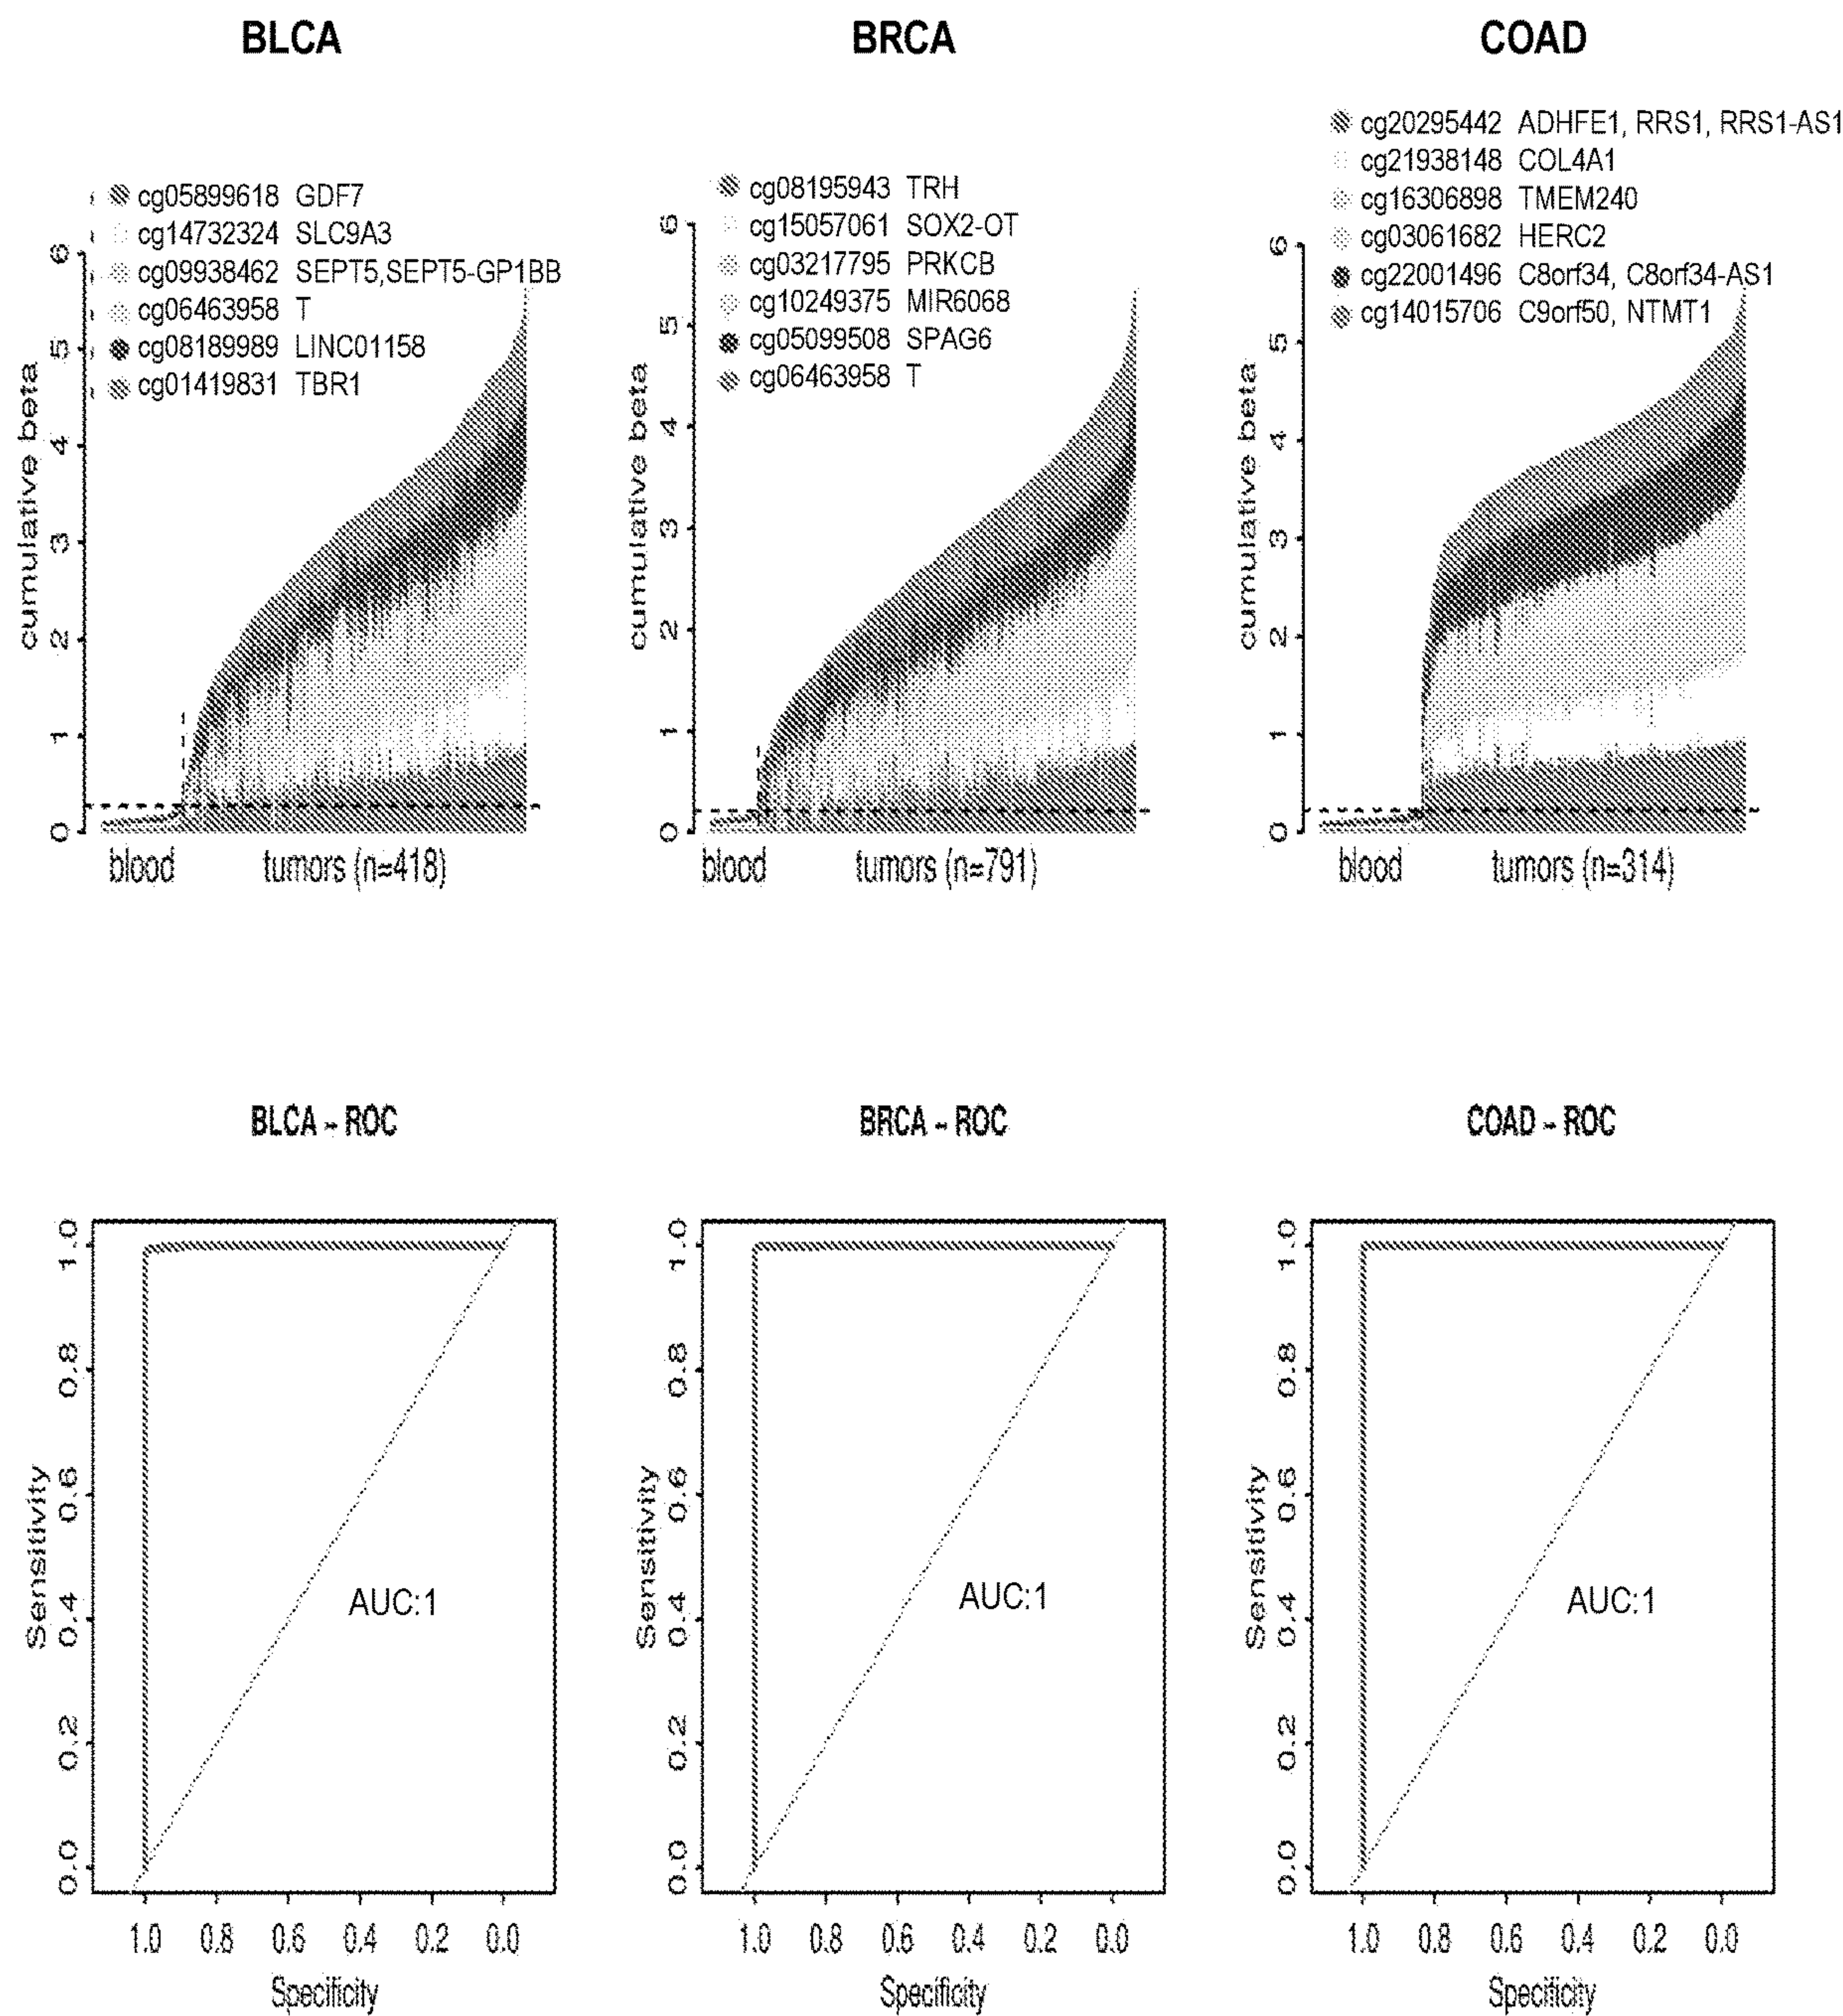 BLCA
cg05899618 GDF7
cg14732324 SLC9A3
cg09938462 SEPT5,SEPT5-GP1BB
cg06463958 T
cg08189989 LINC01158
cg01419831 TBR1
cumulative beta
6
5
4
3
2
1
0
blood
tumors (n=418)
BRCA
cg08195943 TRH
cg15057061 SOX2-OT
cg03217795 PRKCB
cg10249375 MIR6068
cg05099508 SPAG6
cg06463958 T
cumulative beta
6
5
4
3
2
1
0
blood
tumors (n=791)
COAD
cg20295442 ADHFE1, RRS1, RRS1-AS1
cg21938148 COL4A1
cg16306898 TMEM240
cg03061682 HERC2
cg22001496 C8orf34, C8orf34-AS1
cg14015706 C9orf50, NTMT1
cumulative beta
6
5
4
3
2
1
0
blood
tumors (n=314)
BLCA - ROC
Sensitivity
1.0
0.8
0.6
0.4
0.2
0.0
AUC:1
1.0 0.8 0.6 0.4 0.2 0.0
Specificity
BRCA - ROC
Sensitivity
1.0
0.8
0.6
0.4
0.2
0.0
AUC:1
1.0 0.8 0.6 0.4 0.2 0.0
Specificity
COAD - ROC
Sensitivity
1.0
0.8
0.6
0.4
0.2
0.0
AUC:1
1.0 0.8 0.6 0.4 0.2 0.0
Specificity